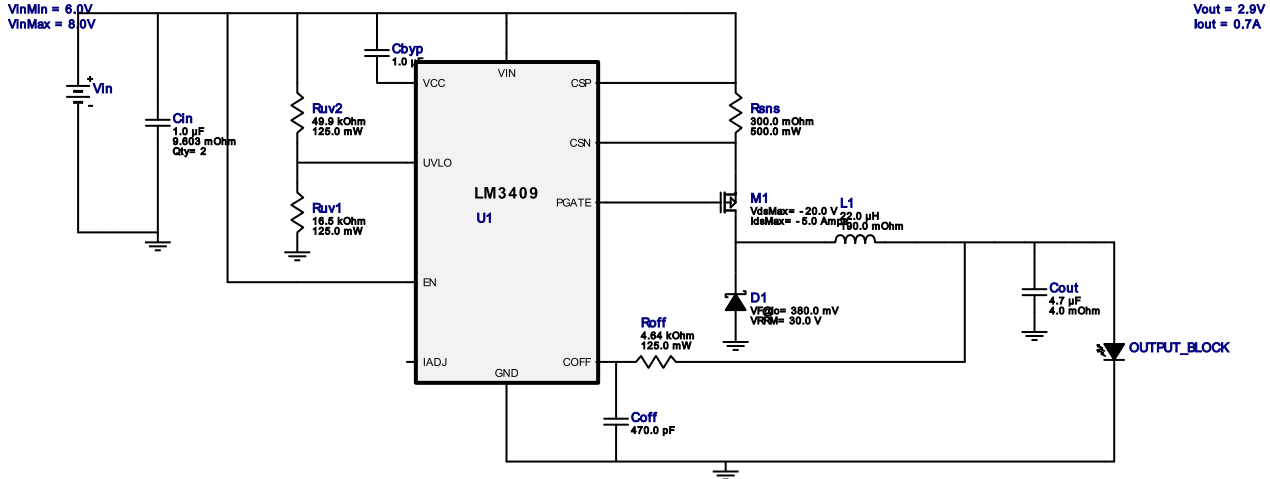 VinMin = 6.0V
VinMax = 8.0V
Vout = 2.9V
Iout = 0.7A
Vin
+
-
Cin
1.0 µF
9.603 mOhm
Qty= 2
Ruv2
49.9 kOhm
125.0 mW
Ruv1
16.5 kOhm
125.0 mW
Cbyp
1.0 µF
VIN
VCC
UVLO
EN
IADJ
GND
CSP
CSN
PGATE
COFF
LM3409
U1
Rsns
300.0 mOhm
500.0 mW
M1
VdsMax= -20.0 V
IdsMax= -5.0 Amps
L1
22.0 µH
190.0 mOhm
D1
VF@Io= 380.0 mV
VRRM= 30.0 V
Roff
4.64 kOhm
125.0 mW
Coff
470.0 pF
Cout
4.7 µF
4.0 mOhm
OUTPUT_BLOCK